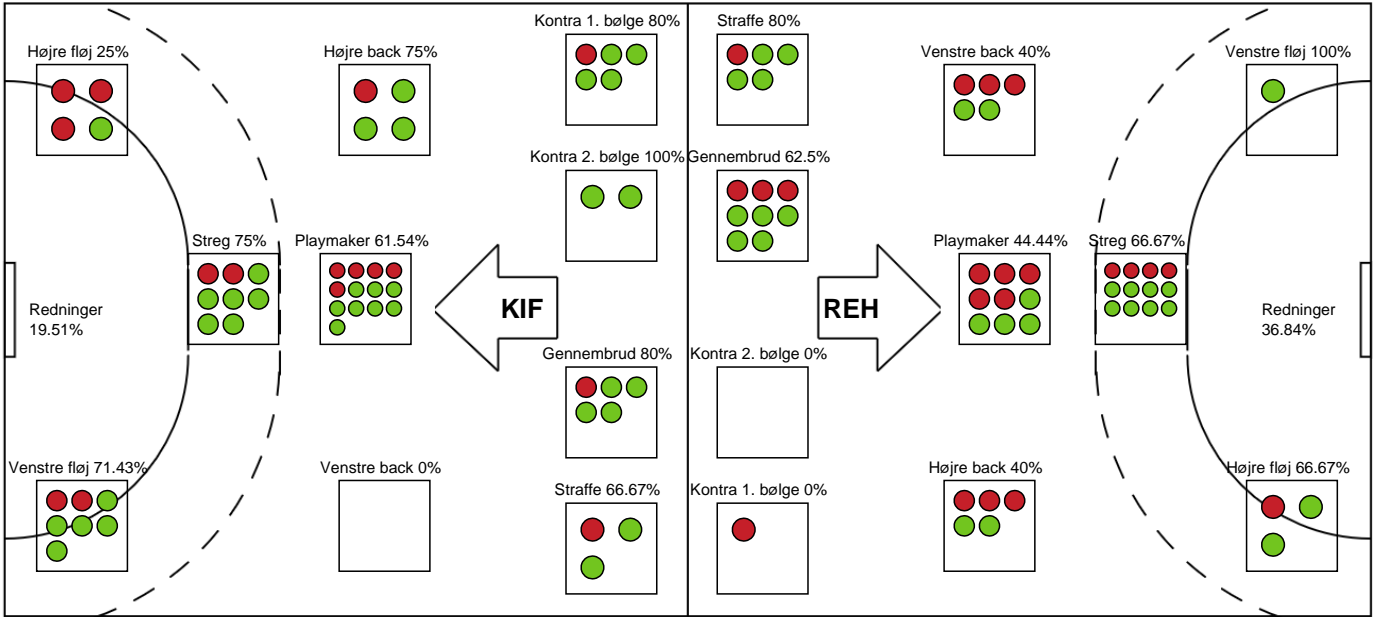 Kontra 1. bølge 80%
Straffe 80%
Højre fløj 25%
Højre back 75%
Venstre back 40%
Venstre fløj 100%
Kontra 2. bølge 100%
Gennembrud 62.5%
Streg 75%
Playmaker 61.54%
Playmaker 44.44%
Streg 66.67%
Redninger
19.51%
KIF
REH
Redninger
36.84%
Gennembrud 80%
Kontra 2. bølge 0%
Venstre fløj 71.43%
Venstre back 0%
Højre back 40%
Højre fløj 66.67%
Straffe 66.67%
Kontra 1. bølge 0%